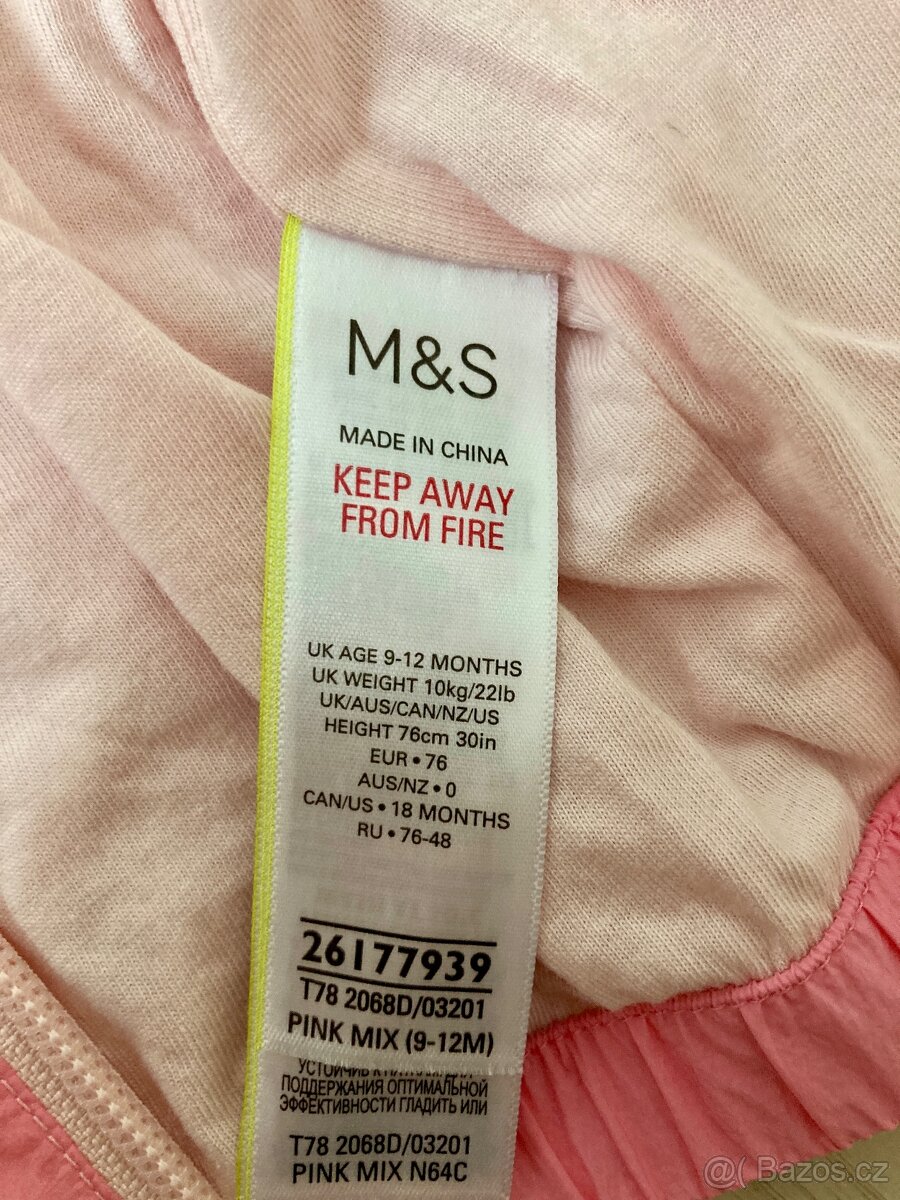 M&S
MADE IN CHINA
KEEP AWAY
FROM FIRE
UK AGE 9-12 MONTHS
UK WEIGHT 10kg/22lb
UK/AUS/CAN/NZ/US
HEIGHT 76cm 30in
EUR • 76
AUS/NZ • 0
CAN/US • 18 MONTHS
RU • 76-48
26177939
T78 2068D/03201
PINK MIX (9-12M)
УСТОЙЧИВ К
ПОДДЕРЖАНИЯ ОПТИМАЛЬНОЙ
ЭФФЕКТИВНОСТИ ГЛАДИТЬ ИЛИ
T78 2068D/03201
PINK MIX N64C
@( Bazos.cz